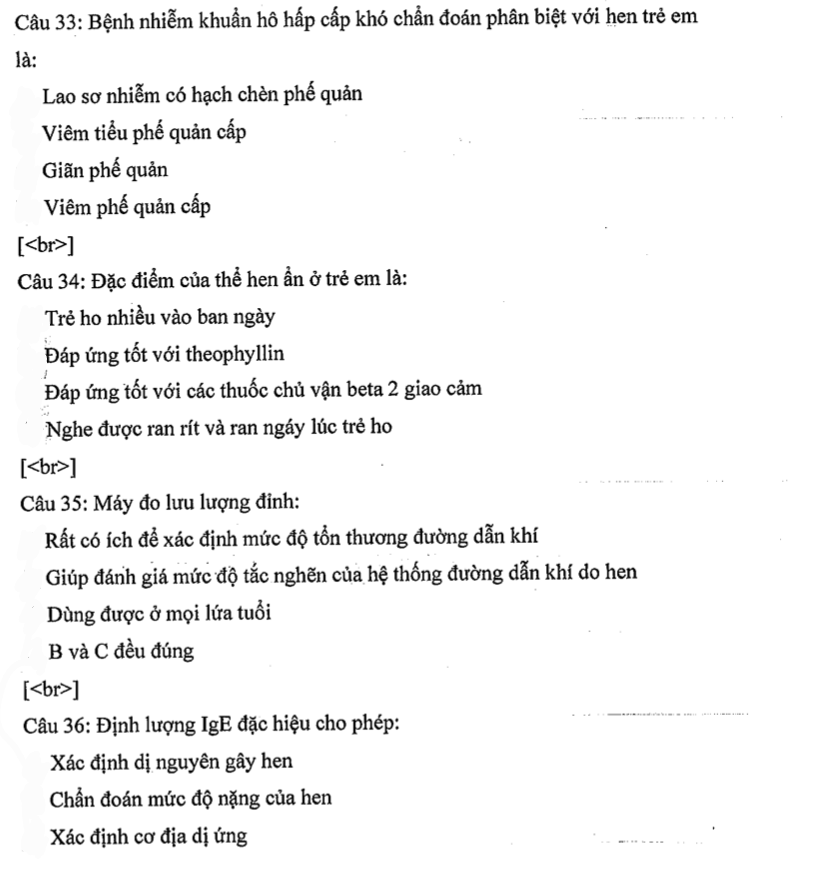 Câu 33: Bệnh nhiễm khuẩn hô hấp cấp khó chẩn đoán phân biệt với hen trẻ em
là:
Lao sơ nhiễm có hạch chèn phế quản
Viêm tiểu phế quản cấp
Giãn phế quản
Viêm phế quản cấp
[<br>]
Câu 34: Đặc điểm của thể hen ẩn ở trẻ em là:
Trẻ ho nhiều vào ban ngày
Đáp ứng tốt với theophyllin
Đáp ứng tốt với các thuốc chủ vận beta 2 giao cảm
Nghe được ran rít và ran ngáy lúc trẻ ho
[<br>]
Câu 35: Máy đo lưu lượng đỉnh:
Rất có ích để xác định mức độ tổn thương đường dẫn khí
Giúp đánh giá mức độ tắc nghẽn của hệ thống đường dẫn khí do hen
Dùng được ở mọi lứa tuổi
B và C đều đúng
[<br>]
Câu 36: Định lượng IgE đặc hiệu cho phép:
Xác định dị nguyên gây hen
Chẩn đoán mức độ nặng của hen
Xác định cơ địa dị ứng